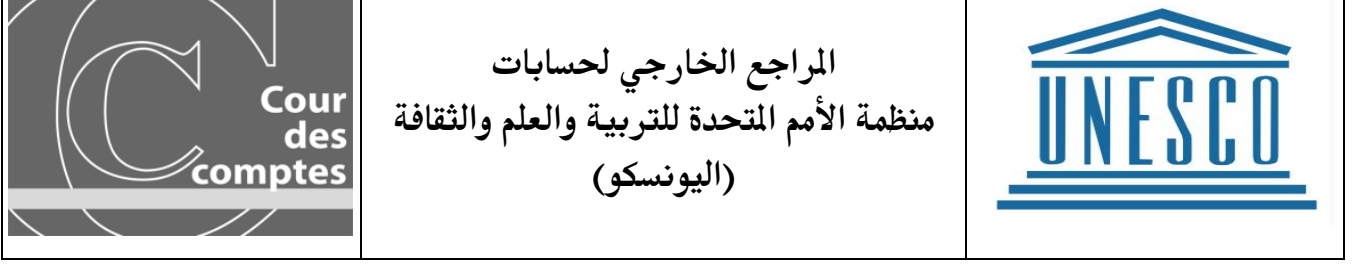 Cour
des
comptes
المراجع الخارجي لحسابات
منظمة الأمم المتحدة للتربية والعلم والثقافة
(اليونسكو)
UNESCO